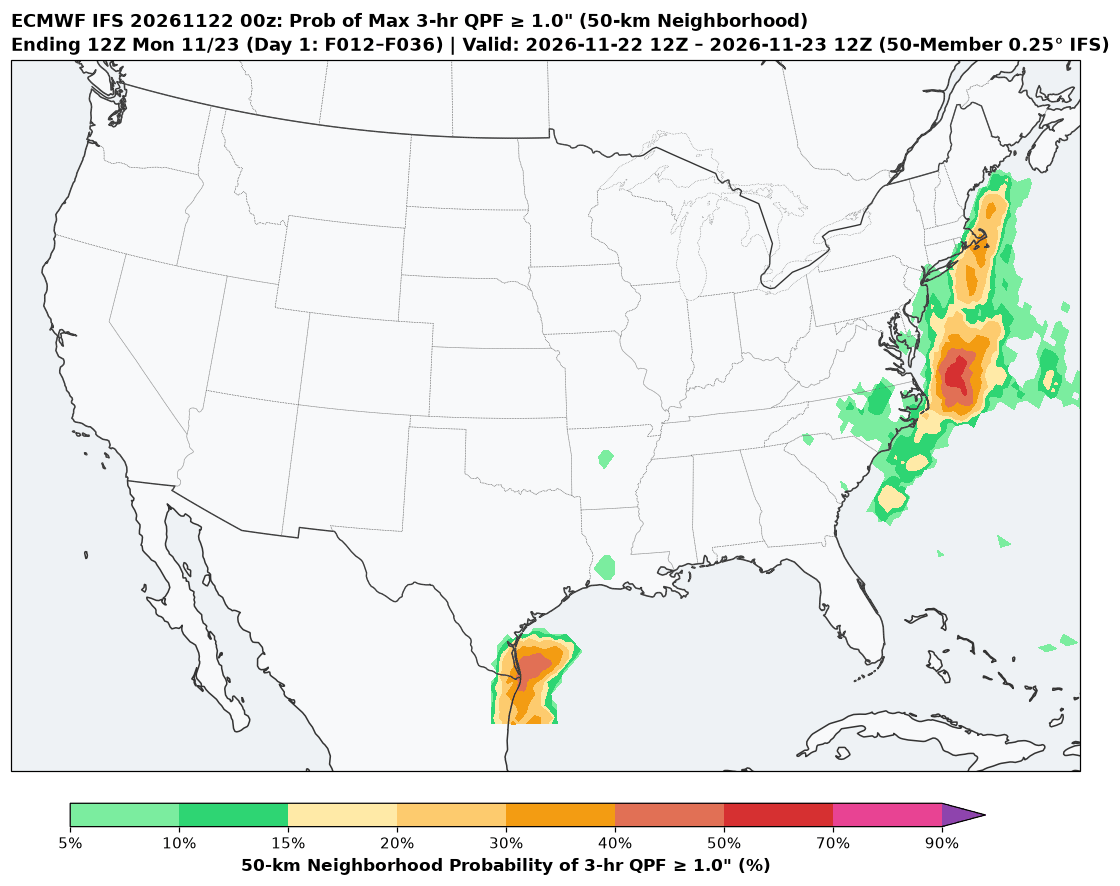 ECMWF IFS 20261122 00z: Prob of Max 3-hr QPF ≥ 1.0" (50-km Neighborhood)
Ending 12Z Mon 11/23 (Day 1: F012–F036) | Valid: 2026-11-22 12Z – 2026-11-23 12Z (50-Member 0.25° IFS)
5% 10% 15% 20% 30% 40% 50% 70% 90%
50-km Neighborhood Probability of 3-hr QPF ≥ 1.0" (%)